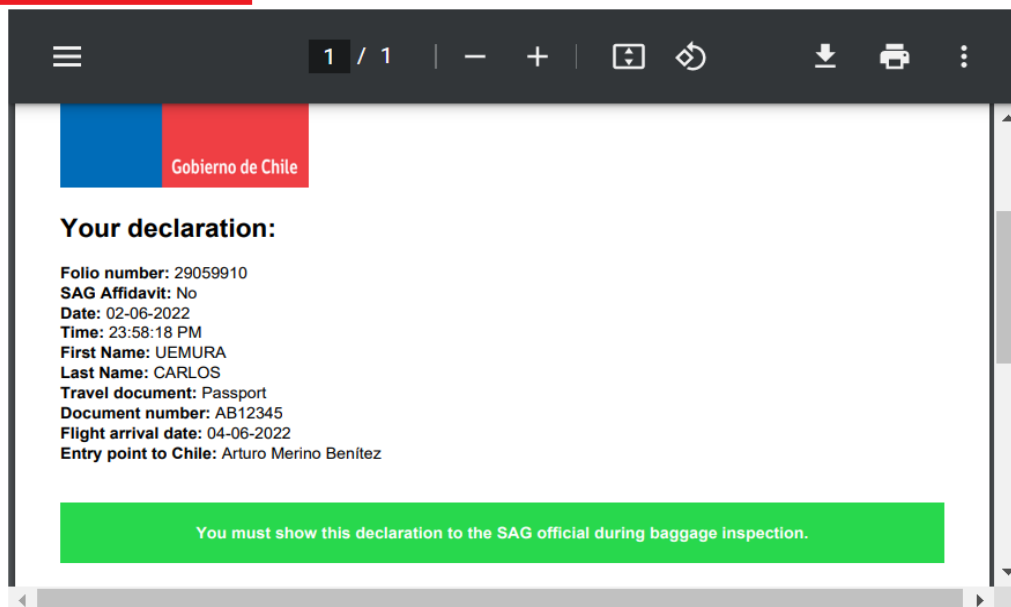 1 / 1
Gobierno de Chile
Your declaration:
Folio number: 29059910
SAG Affidavit: No
Date: 02-06-2022
Time: 23:58:18 PM
First Name: UEMURA
Last Name: CARLOS
Travel document: Passport
Document number: AB12345
Flight arrival date: 04-06-2022
Entry point to Chile: Arturo Merino Benítez
You must show this declaration to the SAG official during baggage inspection.